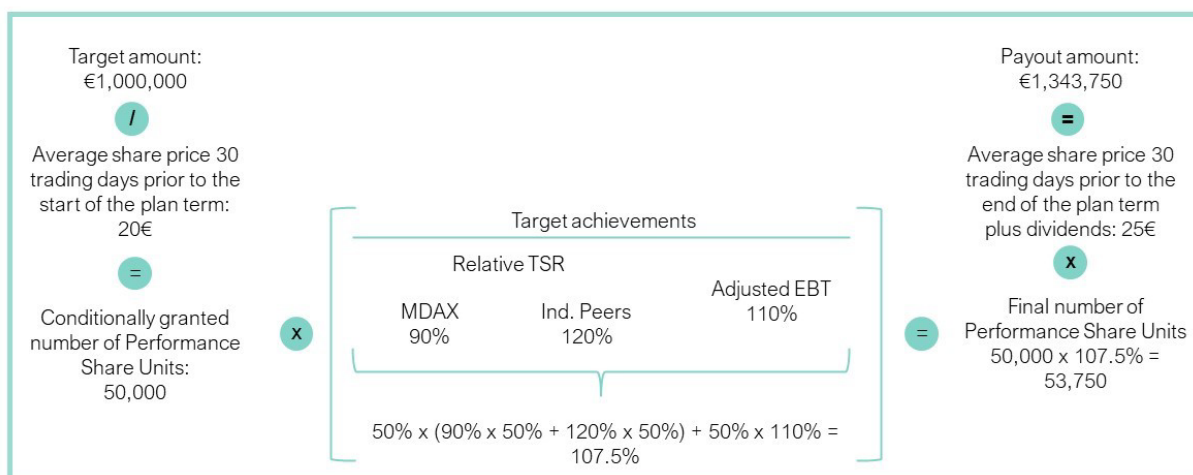 Target amount:
€1,000,000
/
Average share price 30
trading days prior to the
start of the plan term:
20€
=
Conditionally granted
number of Performance
Share Units:
50,000
x
Target achievements
Relative TSR
MDAX
90%
Ind. Peers
120%
Adjusted EBT
110%
50% x (90% x 50% + 120% x 50%) + 50% x 110% =
107.5%
=
Payout amount:
€1,343,750
=
Average share price 30
trading days prior to the
end of the plan term
plus dividends: 25€
x
Final number of
Performance Share Units
50,000 x 107.5% =
53,750